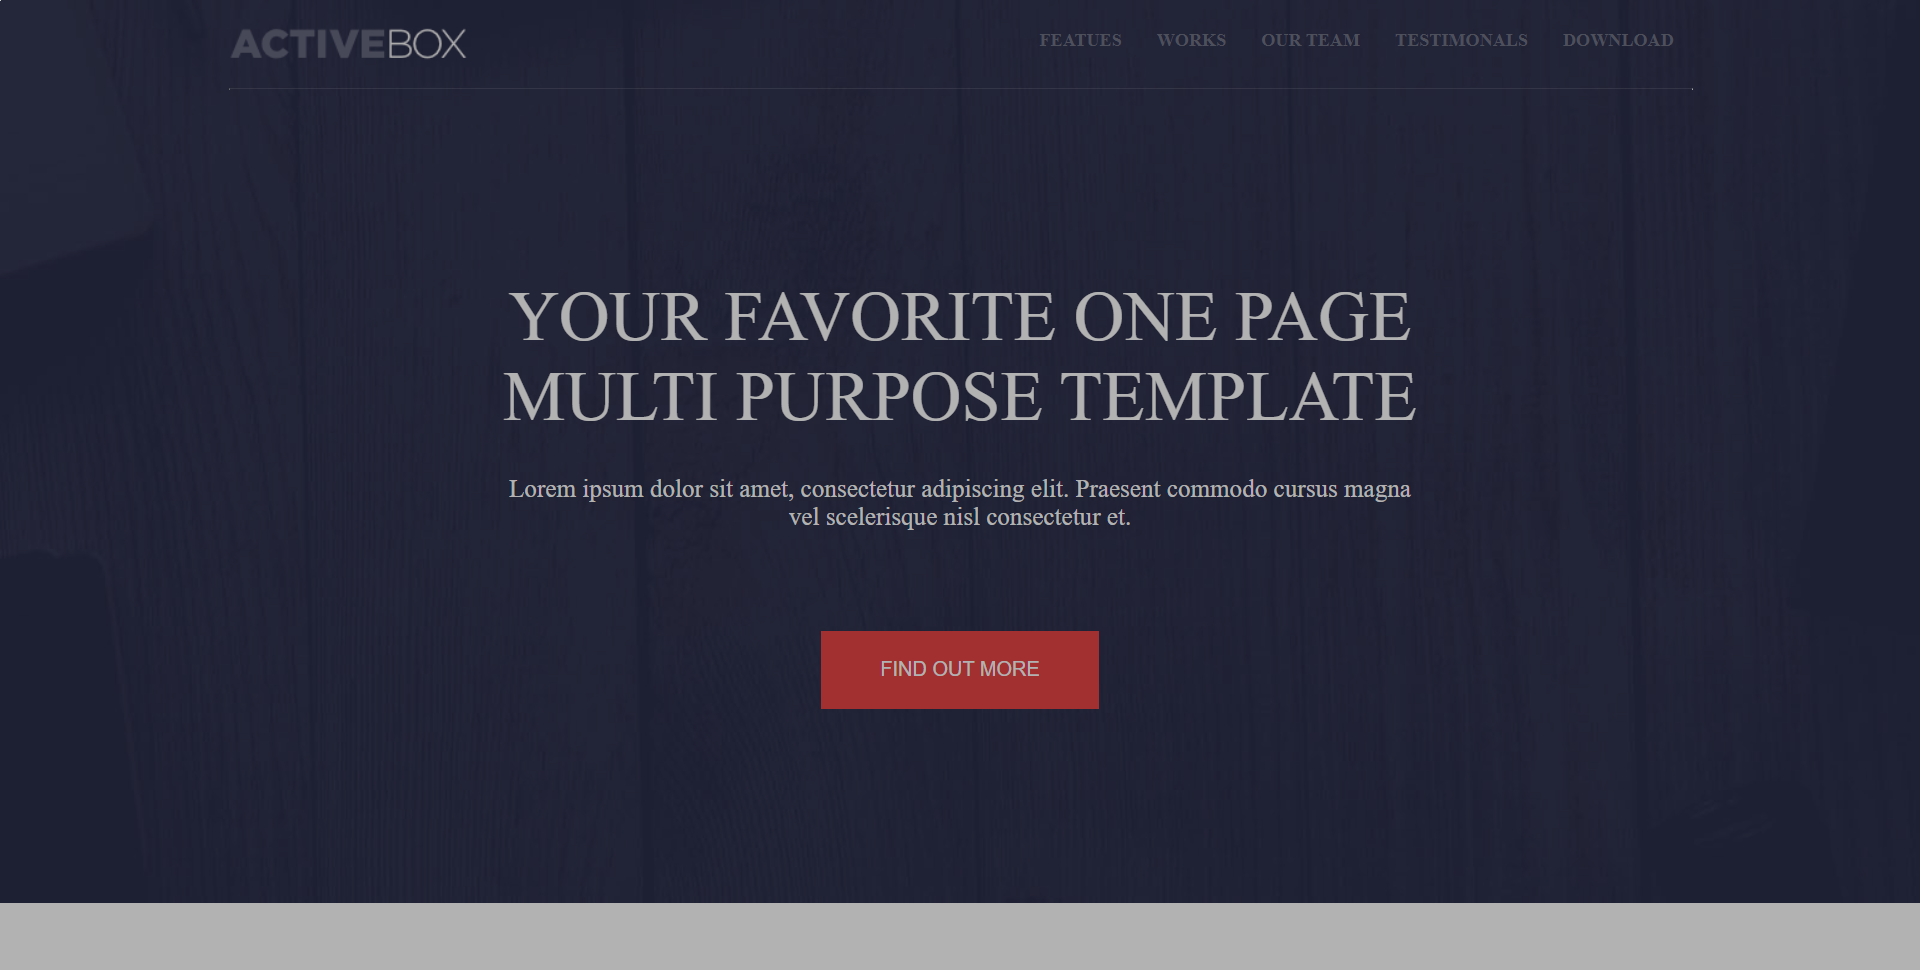 ACTIVEBOX
FEATUES WORKS OUR TEAM TESTIMONALS DOWNLOAD
YOUR FAVORITE ONE PAGE
MULTI PURPOSE TEMPLATE
Lorem ipsum dolor sit amet, consectetur adipiscing elit. Praesent commodo cursus magna
vel scelerisque nisl consectetur et.
FIND OUT MORE